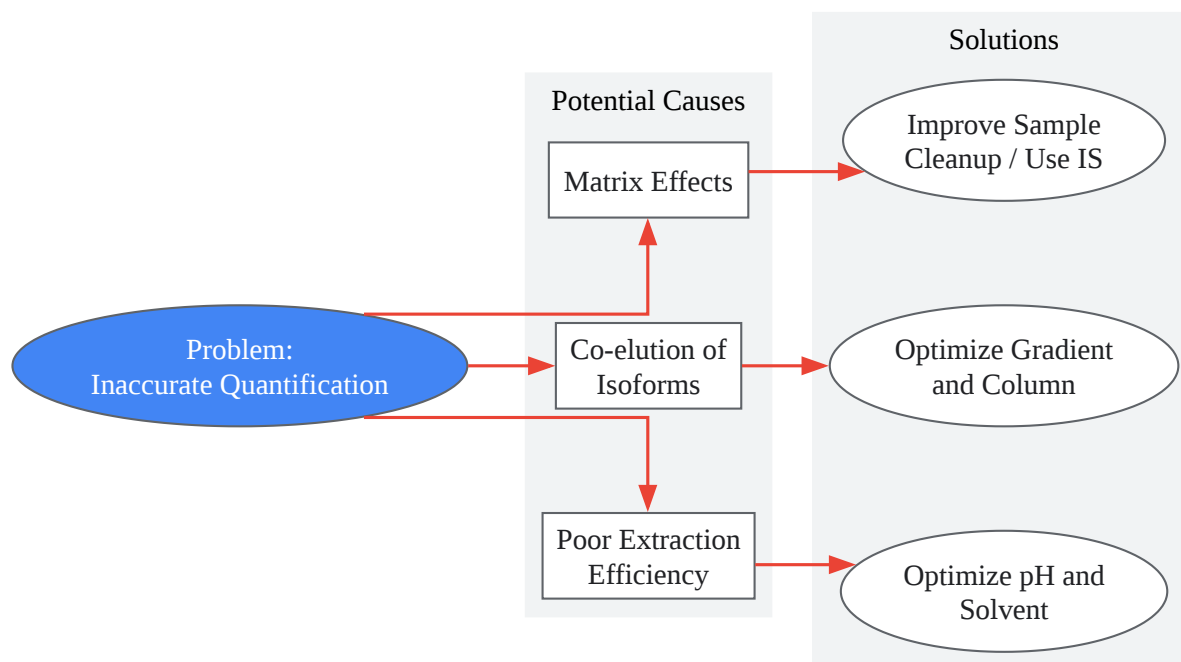 Solutions
Potential Causes
Improve Sample
Cleanup / Use IS
Matrix Effects
Problem:
Inaccurate Quantification
Co-elution of
Isoforms
Optimize Gradient
and Column
Poor Extraction
Efficiency
Optimize pH and
Solvent